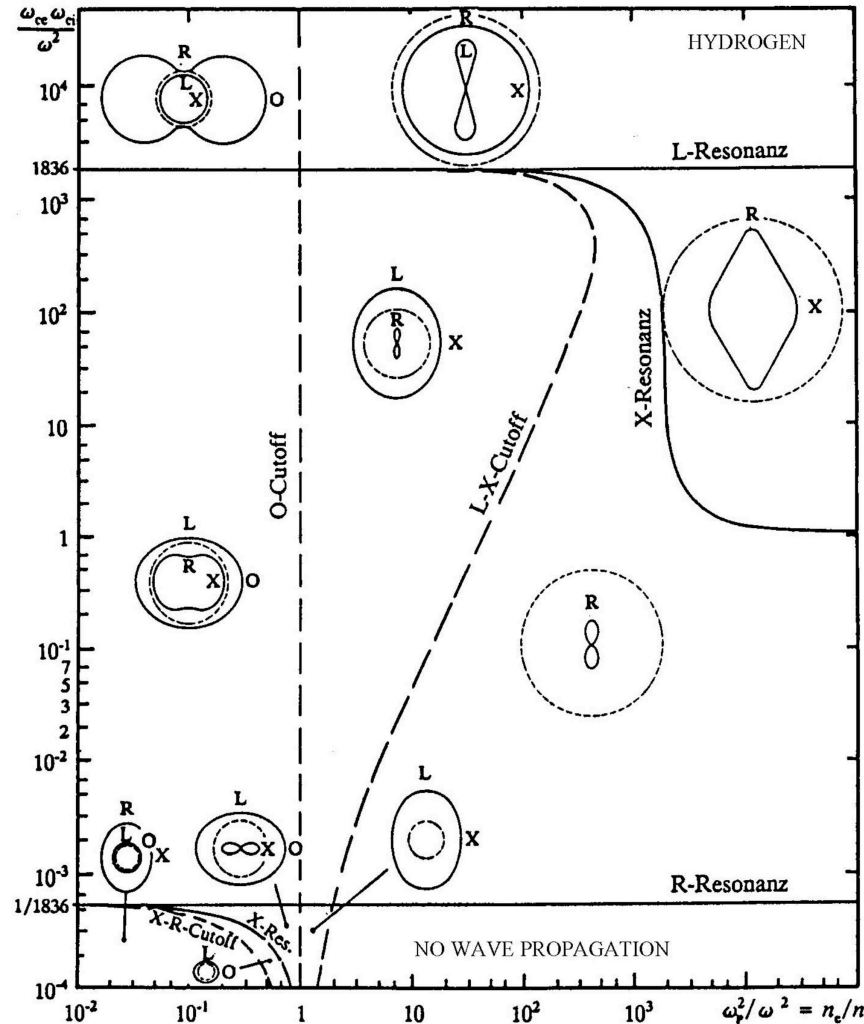 ω_ce ω_ci
ω²
HYDROGEN
R
L
X
O
R
L
X
10⁴
L-Resonanz
1836
10³
R
X
L
R
X
10²
X-Resonanz
10
L-X-Cutoff
O-Cutoff
1
L
R
X
O
R
10⁻¹
7
5
3
2
10⁻²
R
L
O
X
L
X
O
L
X
10⁻³
R-Resonanz
1/1836
X-R-Cutoff
X-Res.
L
O
NO WAVE PROPAGATION
10⁻⁴
10⁻² 10⁻¹ 1 10 10² 10³ ω_p²/ω² = n_e/n